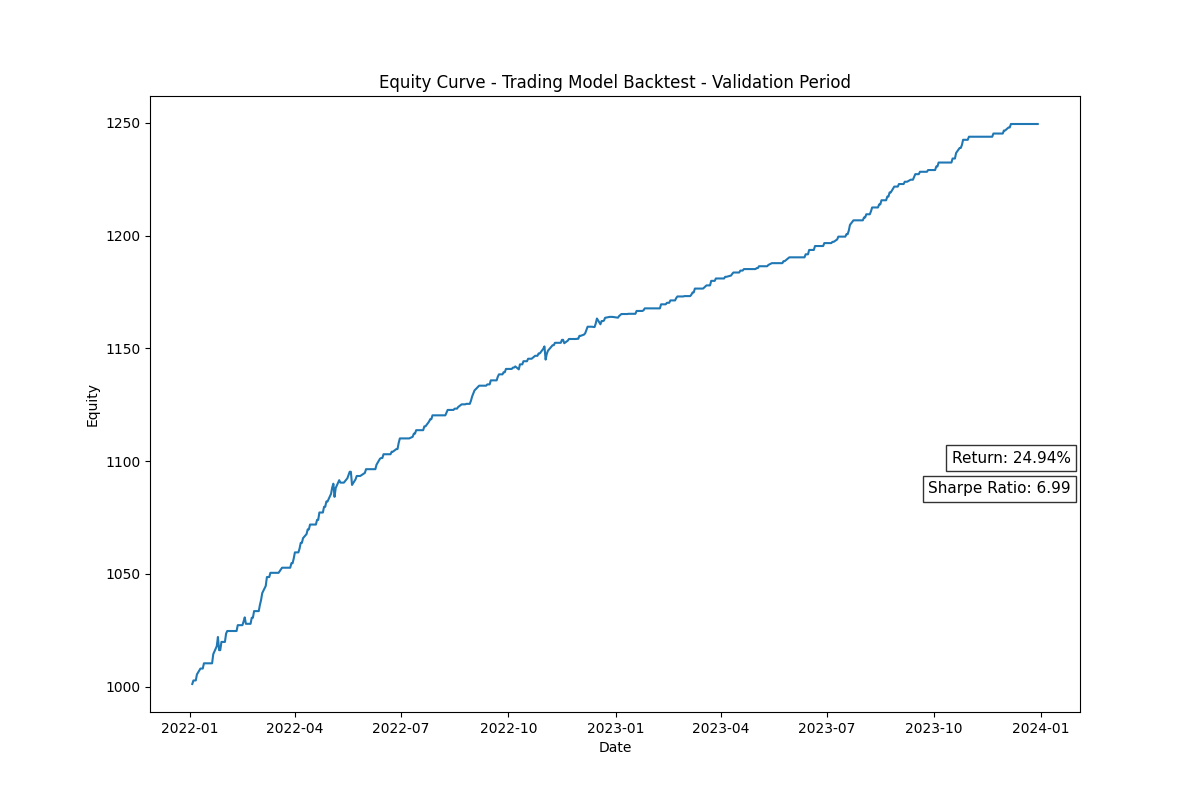 Equity Curve - Trading Model Backtest - Validation Period
1250
1200
1150
1100
1050
1000
Equity
Return: 24.94%
Sharpe Ratio: 6.99
2022-01 2022-04 2022-07 2022-10 2023-01 2023-04 2023-07 2023-10 2024-01
Date